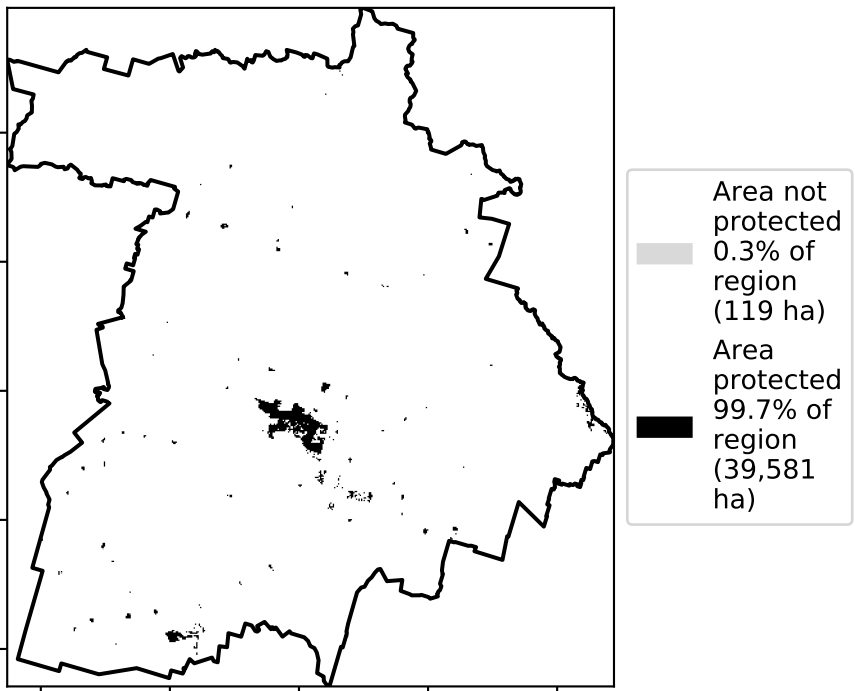 Area not
protected
0.3% of
region
(119 ha)
Area
protected
99.7% of
region
(39,581
ha)